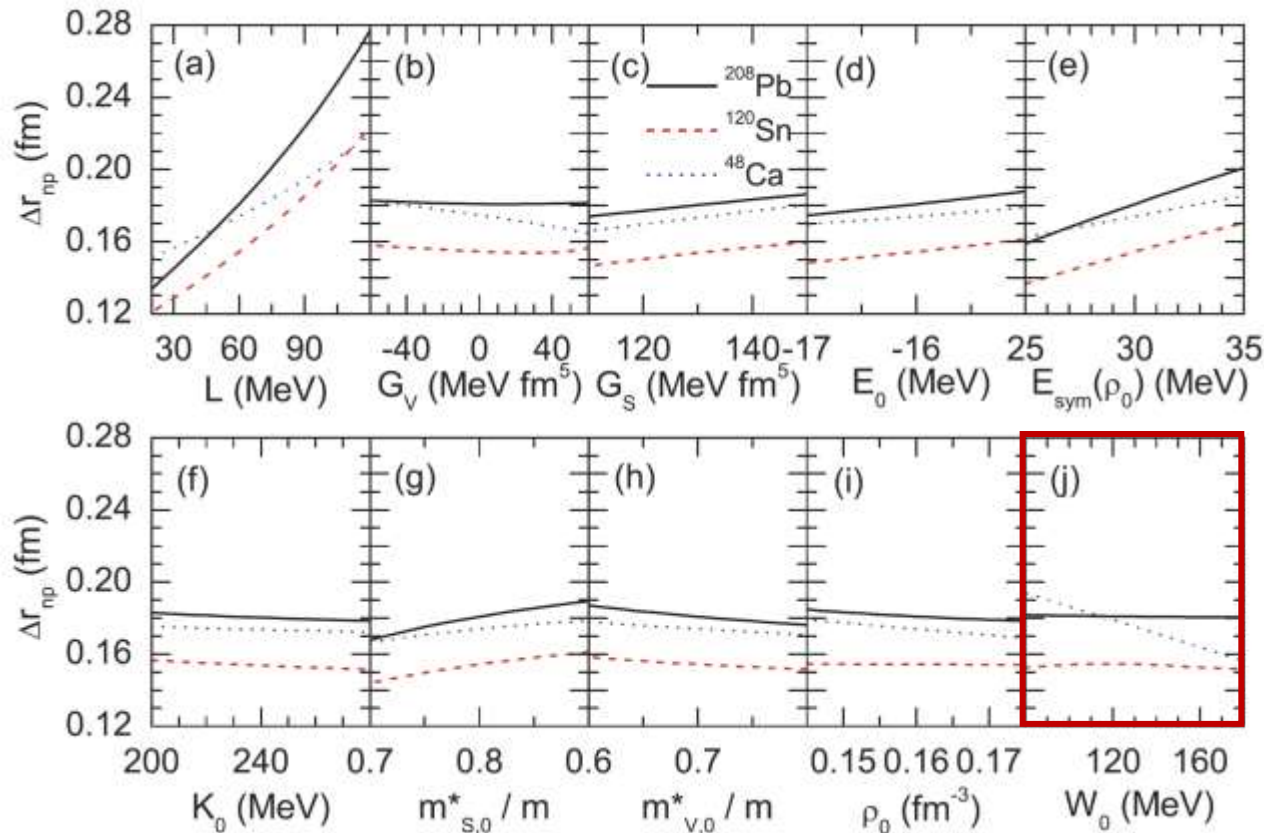 0.28
0.24
0.20
0.16
0.12
Δr_np (fm)
(a) (b) (c) (d) (e)
²⁰⁸Pb
¹²⁰Sn
⁴⁸Ca
30 60 90 -40 0 40 120 140 -17 -16 25 30 35
L (MeV) G_V (MeV fm⁵) G_S (MeV fm⁵) E_0 (MeV) E_sym(ρ_0) (MeV)
0.28
0.24
0.20
0.16
0.12
Δr_np (fm)
(f) (g) (h) (i) (j)
200 240 0.7 0.8 0.6 0.7 0.15 0.16 0.17 120 160
K_0 (MeV) m*_S,0 / m m*_V,0 / m ρ_0 (fm⁻³) W_0 (MeV)